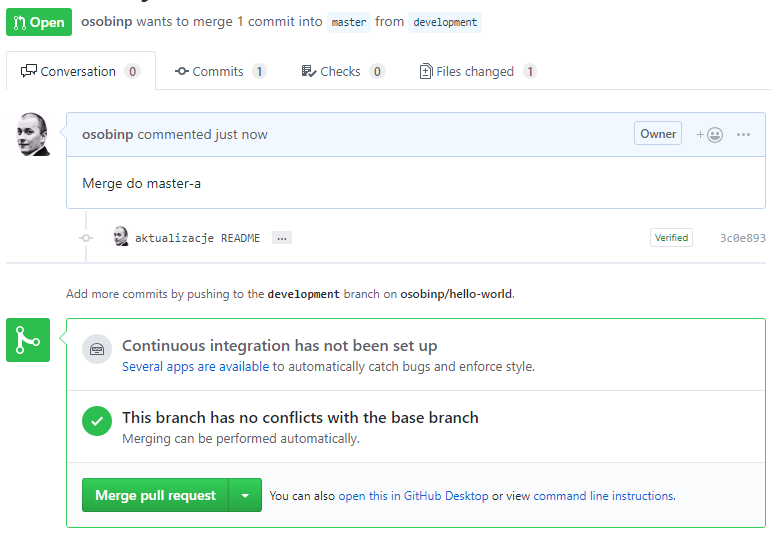 Open osobinp wants to merge 1 commit into master from development
Conversation 0 Commits 1 Checks 0 Files changed 1
osobinp commented just now Owner
Merge do master-a
aktualizacje README ... Verified 3c0e893
Add more commits by pushing to the development branch on osobinp/hello-world.
Continuous integration has not been set up
Several apps are available to automatically catch bugs and enforce style.
This branch has no conflicts with the base branch
Merging can be performed automatically.
Merge pull request You can also open this in GitHub Desktop or view command line instructions.